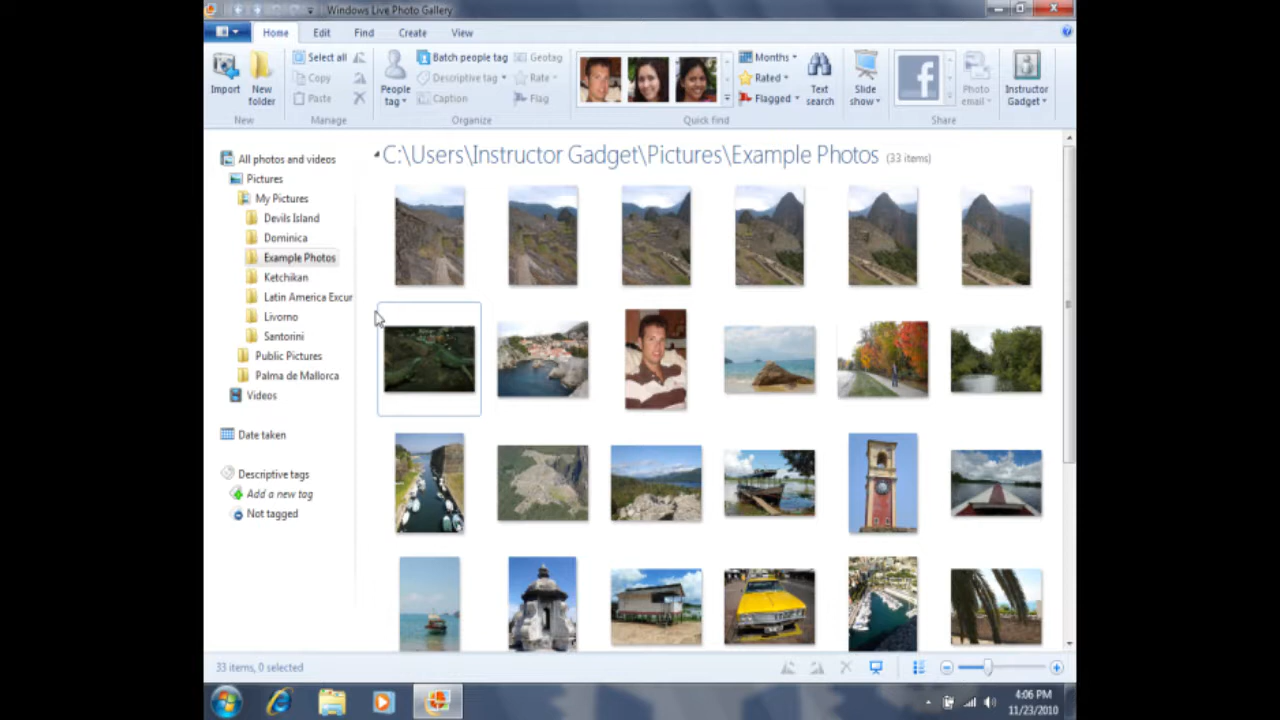 Windows Live Photo Gallery
Home Edit Find Create View
Import
New folder
New
Select all
Copy
Paste
Manage
People tag
Batch people tag
Descriptive tag
Caption
Geotag
Rate
Flag
Organize
Months
Rated
Flagged
Text search
Quick find
Slide show
f
Photo email
Share
Instructor Gadget
All photos and videos
Pictures
My Pictures
Devils Island
Dominica
Example Photos
Ketchikan
Latin America Excur
Livorno
Santorini
Public Pictures
Palma de Mallorca
Videos
Date taken
Descriptive tags
Add a new tag
Not tagged
C:\Users\Instructor Gadget\Pictures\Example Photos (33 items)
33 items, 0 selected
4:06 PM
11/23/2010